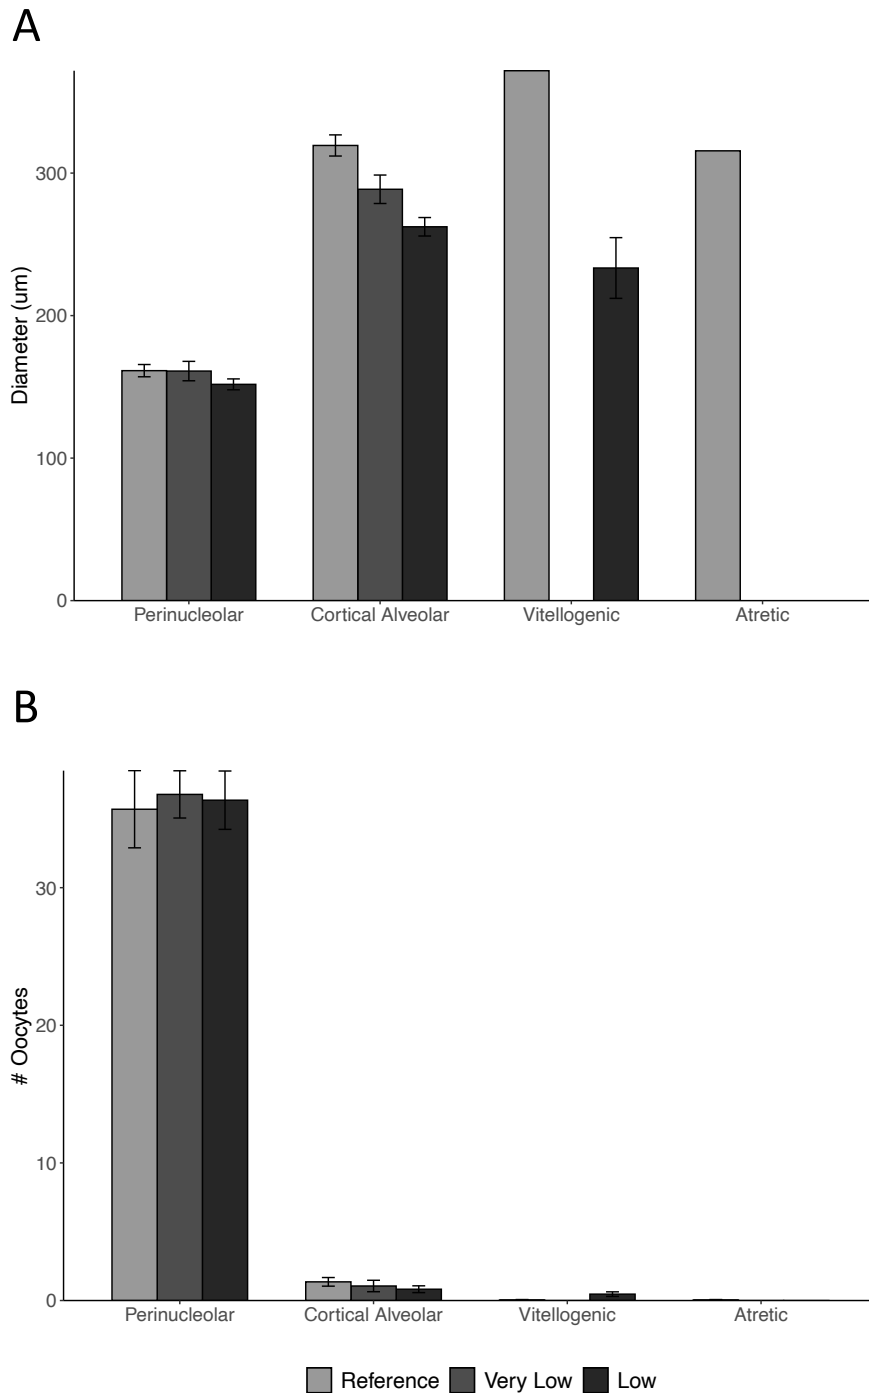 A
Diameter (um)
300
200
100
0
Perinucleolar Cortical Alveolar Vitellogenic Atretic
B
# Oocytes
30
20
10
0
Perinucleolar Cortical Alveolar Vitellogenic Atretic
Reference Very Low Low